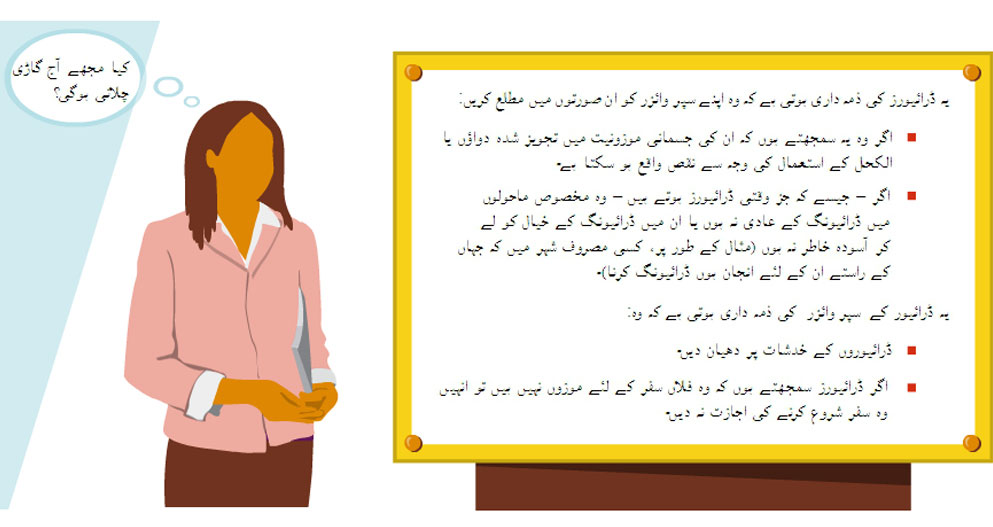 کیا مجھے آج گاڑی
چلانی ہوگی؟
یہ ڈرائیورز کی ذمہ داری ہوتی ہے کہ وہ اپنے سپر وائزر کو ان صورتوں میں مطلع کریں:
اگر وہ یہ سمجھتے ہوں کہ ان کی جسمانی موزونیت میں تجویز شدہ دواؤں یا
الکحل کے استعمال کی وجہ سے نقص واقع ہو سکتا ہے۔
اگر – جیسے کہ جز وقتی ڈرائیورز ہوتے ہیں – وہ مخصوص ماحولوں
میں ڈرائیونگ کے عادی نہ ہوں یا ان میں ڈرائیونگ کے خیال کو لے
کر آسودہ خاطر نہ ہوں (مثال کے طور پر، کسی مصروف شہر میں کہ جہاں
کے راستے ان کے لئے انجان ہوں ڈرائیونگ کرنا)۔
یہ ڈرائیور کے سپر وائزر کی ذمہ داری ہوتی ہے کہ وہ:
ڈرائیوروں کے خدشات پر دھیان دیں۔
اگر ڈرائیورز سمجھتے ہوں کہ وہ فلاں سفر کے لئے موزوں نہیں ہیں تو انہیں
وہ سفر شروع کرنے کی اجازت نہ دیں۔